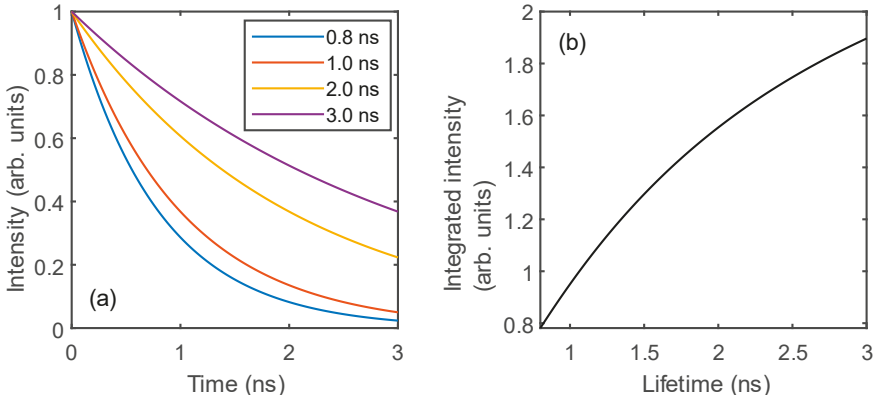 Intensity (arb. units)
1
0.8
0.6
0.4
0.2
0
0.8 ns
1.0 ns
2.0 ns
3.0 ns
(a)
0
1
2
3
Time (ns)
Integrated intensity
(arb. units)
2
1.8
1.6
1.4
1.2
1
0.8
(b)
1
1.5
2
2.5
3
Lifetime (ns)